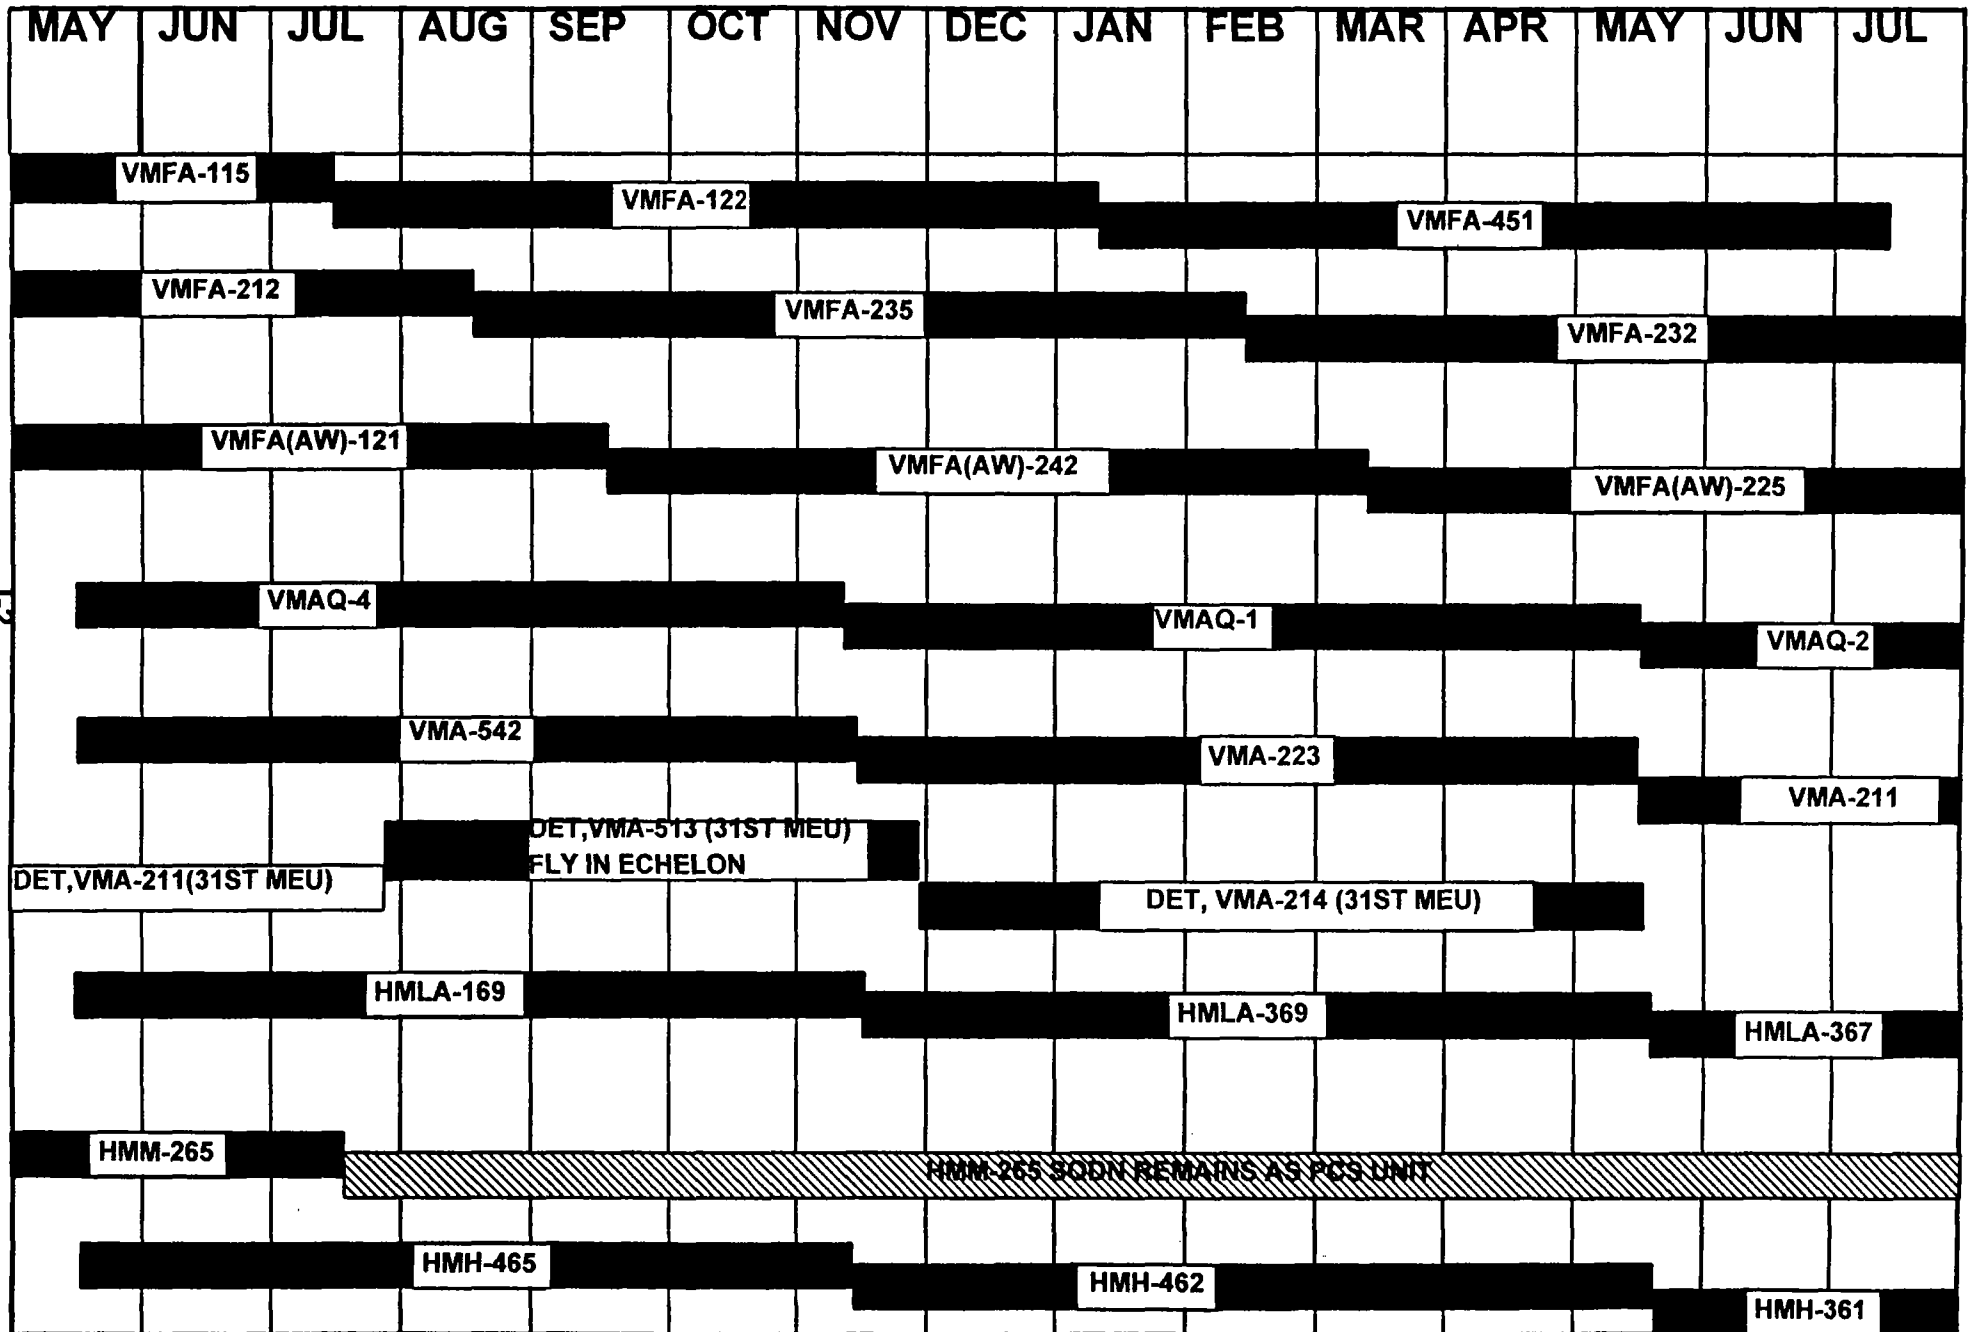 MAY JUN JUL AUG SEP OCT NOV DEC JAN FEB MAR APR MAY JUN JUL
VMFA-115
VMFA-122
VMFA-451
VMFA-212
VMFA-235
VMFA-232
VMFA(AW)-121
VMFA(AW)-242
VMFA(AW)-225
VMAQ-4
VMAQ-1
VMAQ-2
VMA-542
VMA-223
VMA-211
DET,VMA-513 (31ST MEU)
FLY IN ECHELON
DET,VMA-211(31ST MEU)
DET, VMA-214 (31ST MEU)
HMLA-169
HMLA-369
HMLA-367
HMM-265
HMM-265 SQDN REMAINS AS PCS UNIT
HMH-465
HMH-462
HMH-361